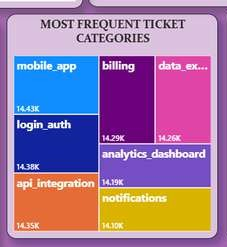 MOST FREQUENT TICKET
CATEGORIES
mobile_app
14.43K
login_auth
14.38K
api_integration
14.35K
billing
14.29K
data_ex...
14.26K
analytics_dashboard
14.19K
notifications
14.10K